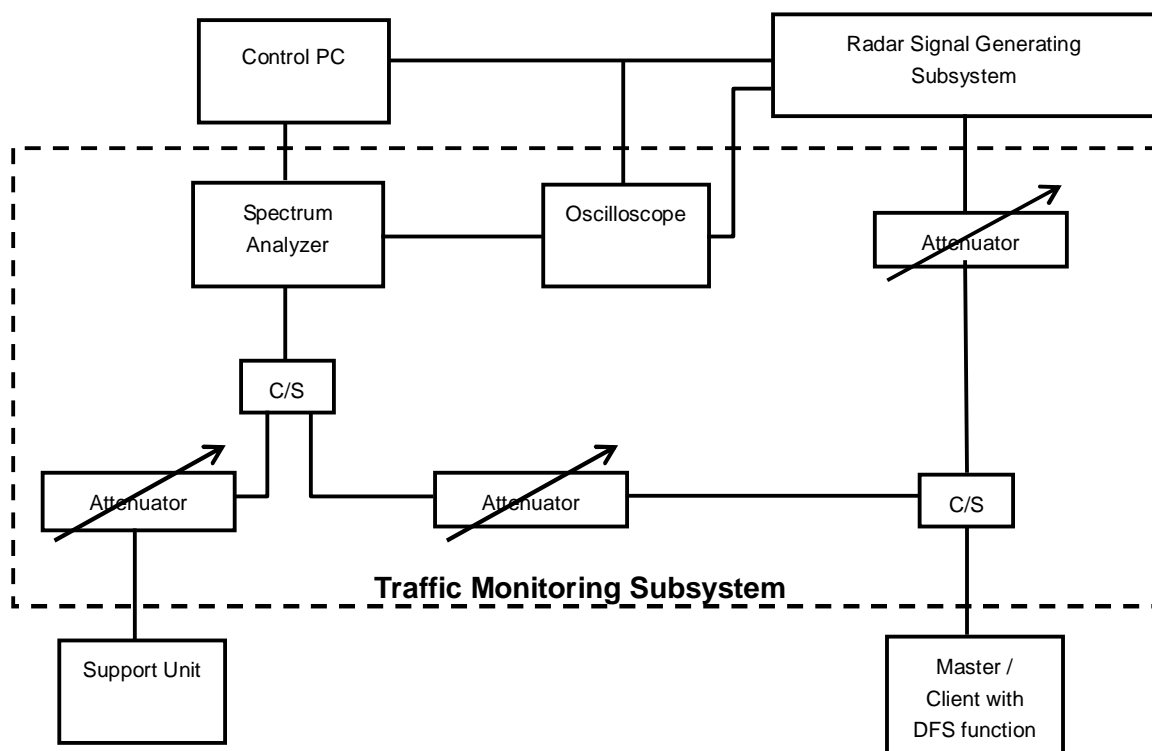 Control PC
Radar Signal Generating
Subsystem
Spectrum
Analyzer
Oscilloscope
Attenuator
C/S
Attenuator
Attenuator
C/S
Traffic Monitoring Subsystem
Support Unit
Master /
Client with
DFS function